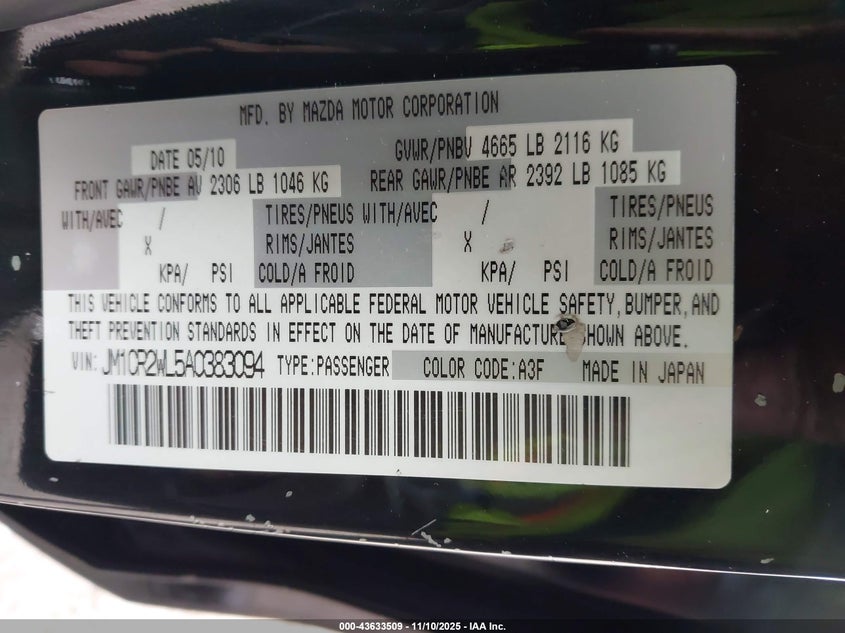 MFD. BY MAZDA MOTOR CORPORATION
DATE 05/10 GVWR/PNBV 4665 LB 2116 KG
FRONT GAWR/PNBE AV 2306 LB 1046 KG REAR GAWR/PNBE AR 2392 LB 1085 KG
WITH/AVEC / TIRES/PNEUS WITH/AVEC / TIRES/PNEUS
X RIMS/JANTES X RIMS/JANTES
KPA/ PSI COLD/A FROID KPA/ PSI COLD/A FROID
THIS VEHICLE CONFORMS TO ALL APPLICABLE FEDERAL MOTOR VEHICLE SAFETY, BUMPER, AND
THEFT PREVENTION STANDARDS IN EFFECT ON THE DATE OF MANUFACTURE SHOWN ABOVE.
VIN: JM1CR2WL5A0383094 TYPE:PASSENGER COLOR CODE:A3F MADE IN JAPAN
000-43633509 - 11/10/2025 - IAA Inc.